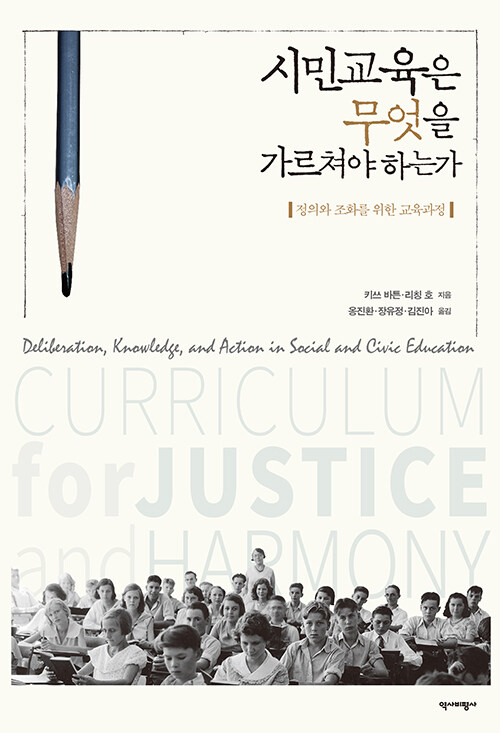 시민교육은
무엇을
가르쳐야 하는가
정의와 조화를 위한 교육과정
키쓰 바튼·리칭 호 지음
옹진환·장유정·김진아 옮김
Deliberation, Knowledge, and Action in Social and Civic Education
CURRICULUM
for JUSTICE
and HARMONY
역사비평사